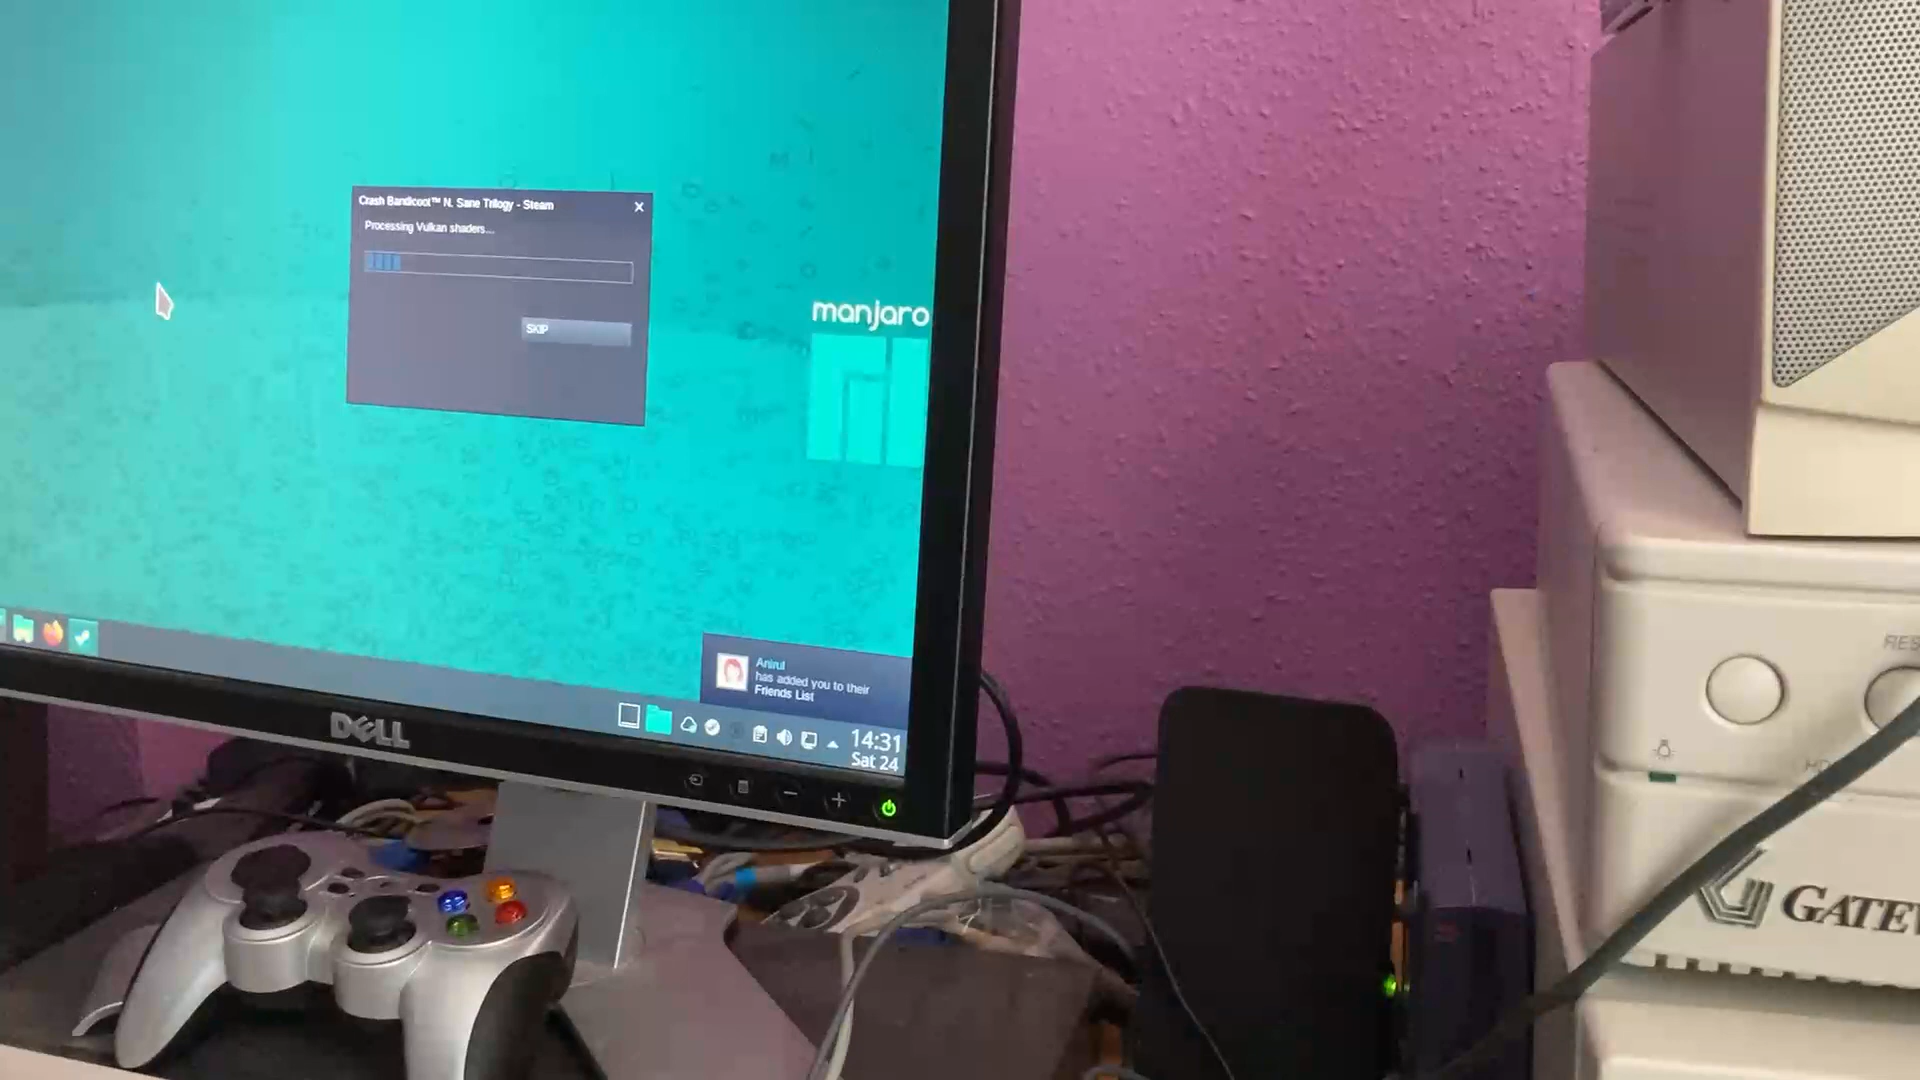 Crash Bandicoot™ N. Sane Trilogy - Steam
Processing Vulkan shaders...
SKIP
manjaro
Anirul
has added you to their
Friends List
14:31
Sat 24
DELL
GATE